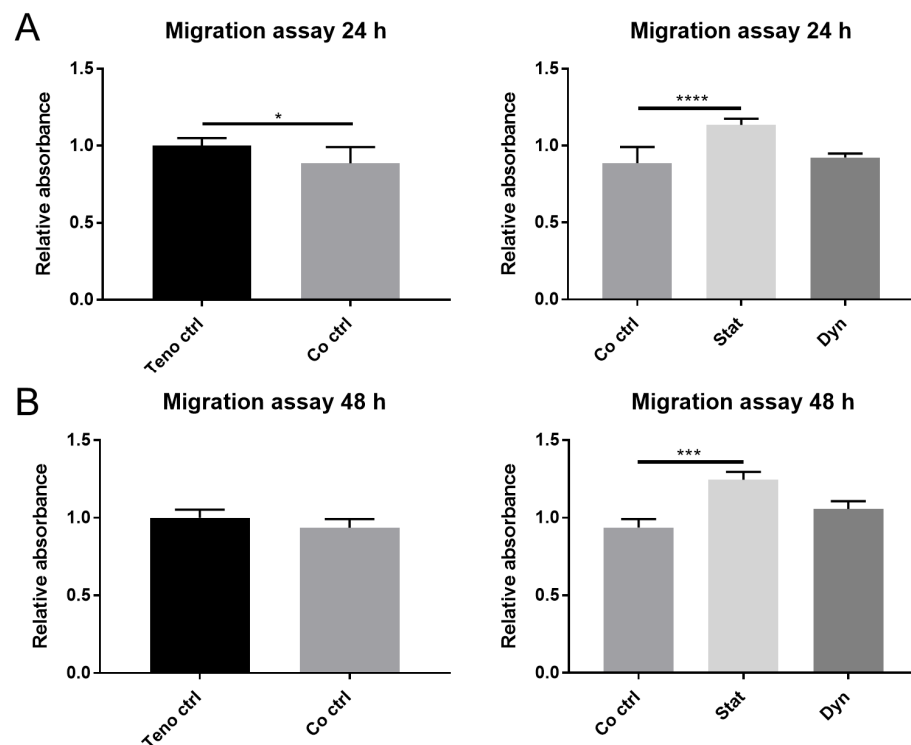 A
Migration assay 24 h
Relative absorbance
1.5
1.0
0.5
0.0
*
Teno ctrl
Co ctrl
Migration assay 24 h
Relative absorbance
1.5
1.0
0.5
0.0
****
Co ctrl
Stat
Dyn
B
Migration assay 48 h
Relative absorbance
1.5
1.0
0.5
0.0
Teno ctrl
Co ctrl
Migration assay 48 h
Relative absorbance
1.5
1.0
0.5
0.0
***
Co ctrl
Stat
Dyn